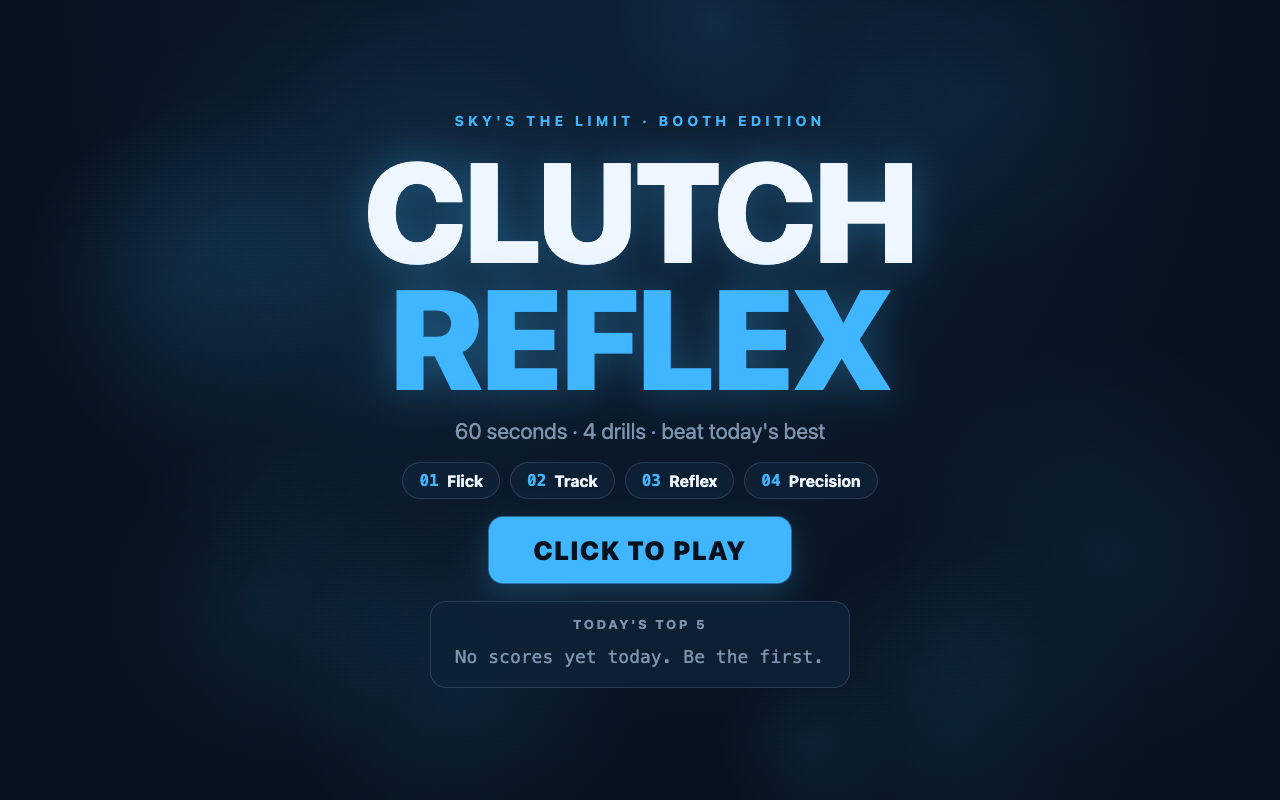 SKY'S THE LIMIT · BOOTH EDITION
CLUTCH
REFLEX
60 seconds · 4 drills · beat today's best
01 Flick 02 Track 03 Reflex 04 Precision
CLICK TO PLAY
TODAY'S TOP 5
No scores yet today. Be the first.